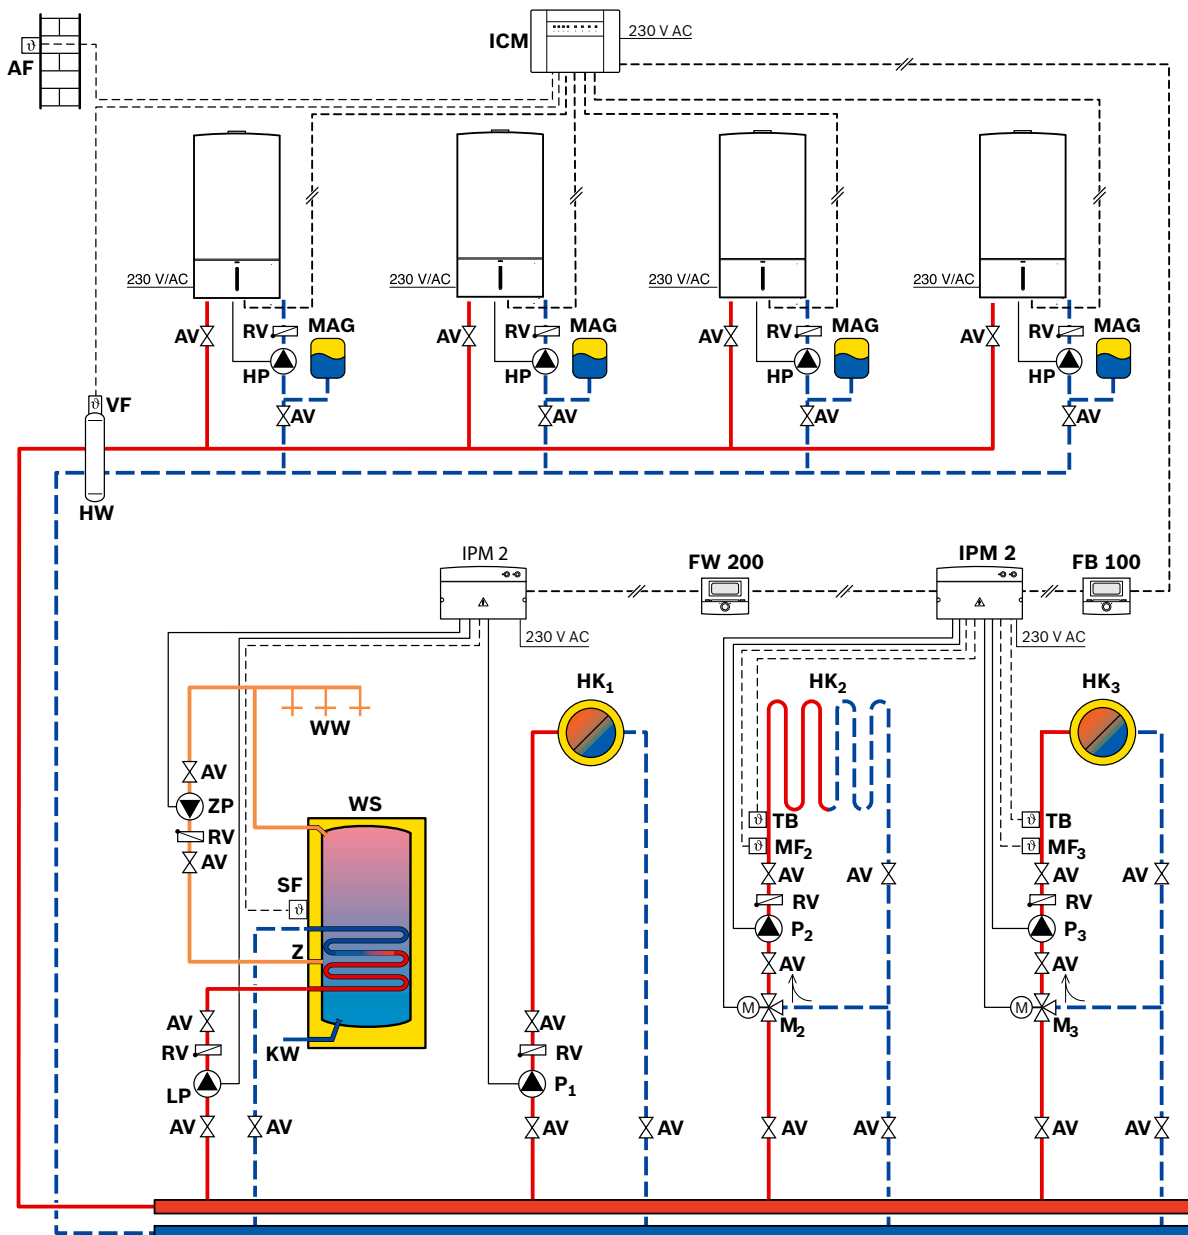 ICM
230 V AC
ϑ
AF
230 V/AC 230 V/AC 230 V/AC 230 V/AC
AV RV MAG AV RV MAG AV RV MAG AV RV MAG
HP HP HP HP
ϑ VF
AV AV AV AV
HW
IPM 2 FW 200 IPM 2 FB 100
230 V AC 230 V AC
HK1 HK2 HK3
WW
AV
ZP WS
RV ϑ TB ϑ TB
AV ϑ MF2 ϑ MF3
SF AV AV AV AV
ϑ RV RV
P2 P3
Z
AV AV
M M
AV AV M2 M3
RV KW RV
LP P1
AV AV AV AV AV AV AV AV